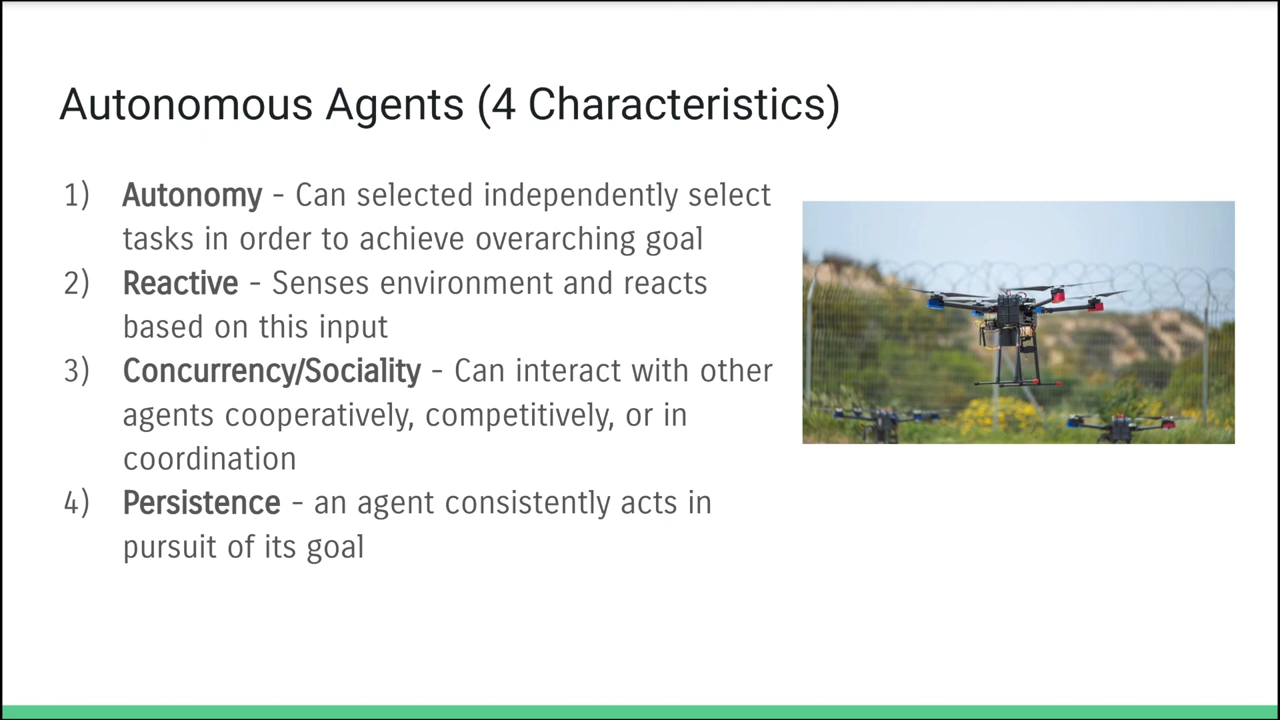 Autonomous Agents (4 Characteristics)
1) Autonomy - Can selected independently select
tasks in order to achieve overarching goal
2) Reactive - Senses environment and reacts
based on this input
3) Concurrency/Sociality - Can interact with other
agents cooperatively, competitively, or in
coordination
4) Persistence - an agent consistently acts in
pursuit of its goal